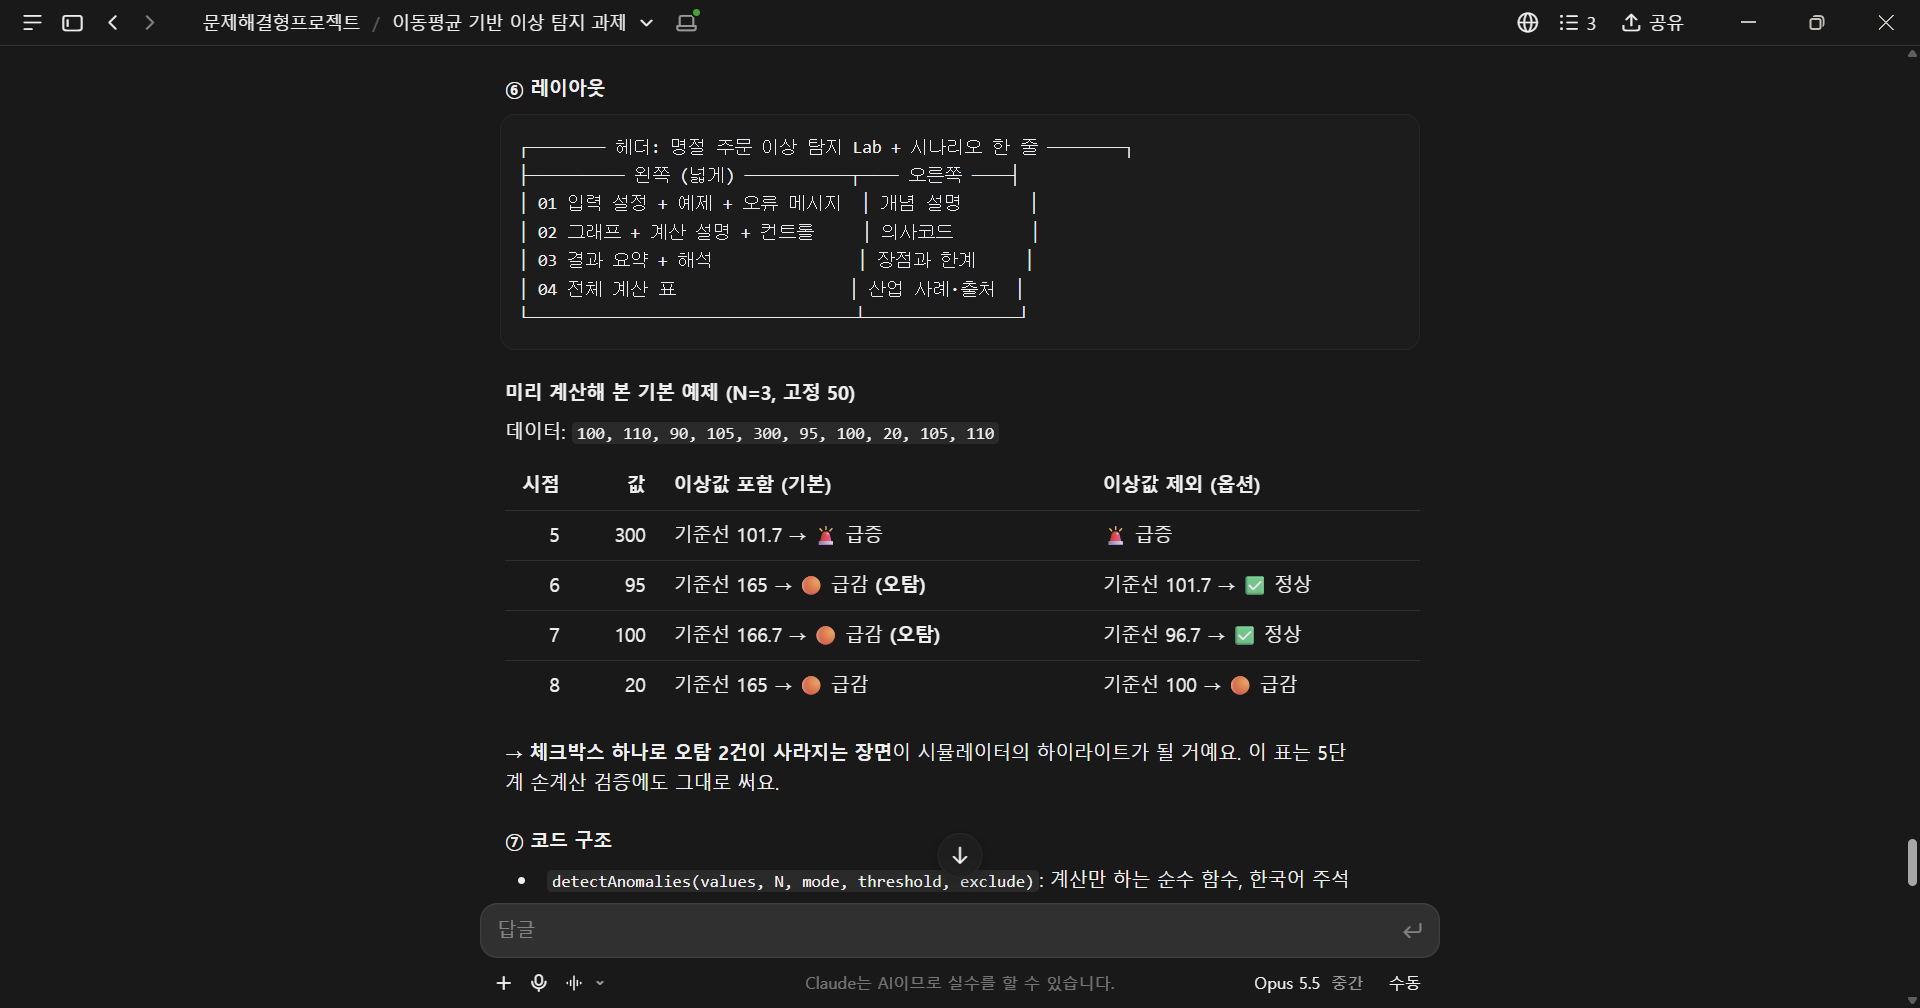 문제해결형프로젝트 / 이동평균 기반 이상 탐지 과제
3 공유
⑥ 레이아웃
┌──────── 헤더: 명절 주문 이상 탐지 Lab + 시나리오 한 줄 ────────┐
├────────── 왼쪽 (넓게) ───────────┬──── 오른쪽 ────┤
│ 01 입력 설정 + 예제 + 오류 메시지 │ 개념 설명 │
│ 02 그래프 + 계산 설명 + 컨트롤 │ 의사코드 │
│ 03 결과 요약 + 해석 │ 장점과 한계 │
│ 04 전체 계산 표 │ 산업 사례·출처 │
└──────────────────────────────────┴────────────────┘
미리 계산해 본 기본 예제 (N=3, 고정 50)
데이터: 100, 110, 90, 105, 300, 95, 100, 20, 105, 110
시점 값 이상값 포함 (기본) 이상값 제외 (옵션)
5 300 기준선 101.7 → 🚨 급증 🚨 급증
6 95 기준선 165 → 🟠 급감 (오탐) 기준선 101.7 → ✅ 정상
7 100 기준선 166.7 → 🟠 급감 (오탐) 기준선 96.7 → ✅ 정상
8 20 기준선 165 → 🟠 급감 기준선 100 → 🟠 급감
→ 체크박스 하나로 오탐 2건이 사라지는 장면이 시뮬레이터의 하이라이트가 될 거예요. 이 표는 5단
계 손계산 검증에도 그대로 써요.
⑦ 코드 구조
• detectAnomalies(values, N, mode, threshold, exclude): 계산만 하는 순수 함수, 한국어 주석
답글
Claude는 AI이므로 실수를 할 수 있습니다.
Opus 5.5 중간 수동